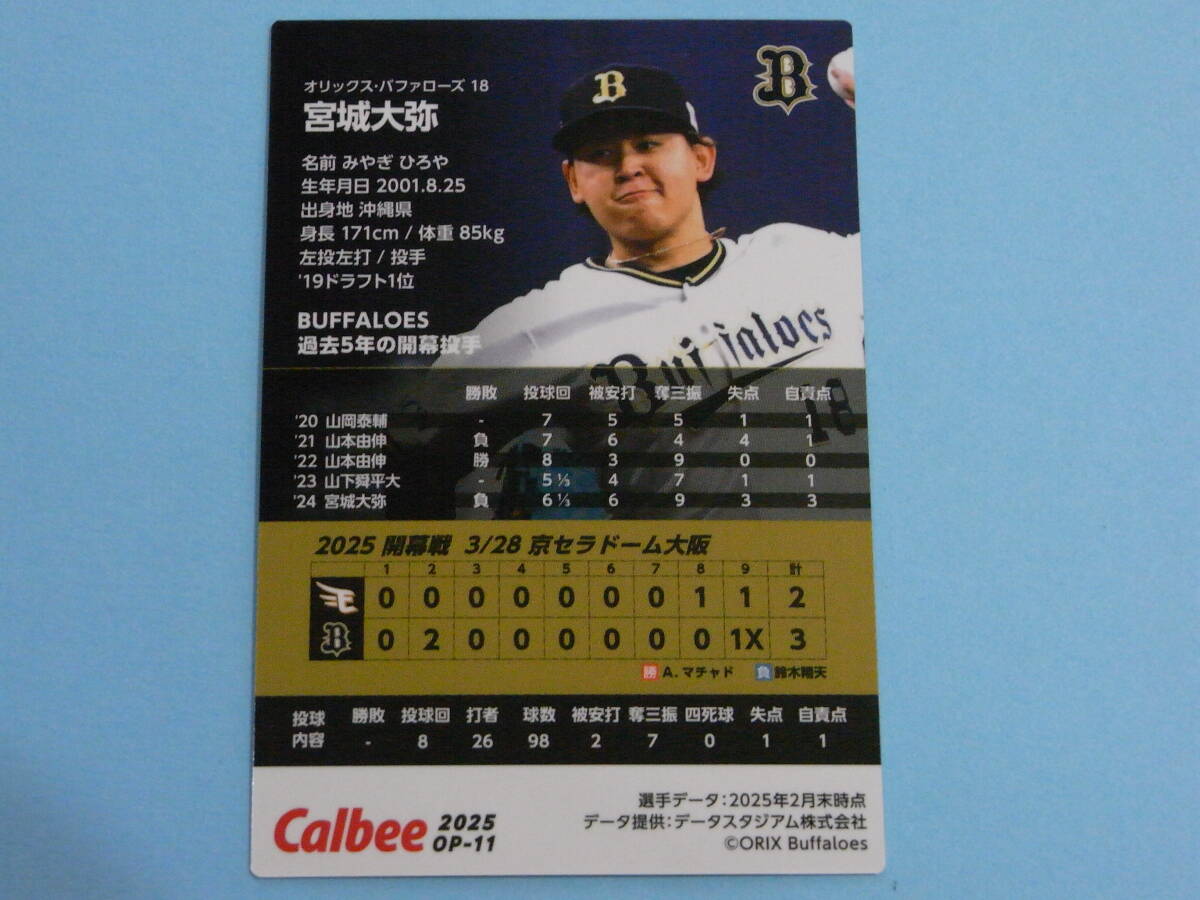 オリックス・バファローズ 18
宮城大弥
名前 みやぎ ひろや
生年月日 2001.8.25
出身地 沖縄県
身長 171cm / 体重 85kg
左投左打 / 投手
'19ドラフト1位
B
B
Buffaloes
18
BUFFALOES
過去5年の開幕投手
勝敗 投球回 被安打 奪三振 失点 自責点
'20 山岡泰輔 - 7 5 5 1 1
'21 山本由伸 負 7 6 4 4 1
'22 山本由伸 勝 8 3 9 0 0
'23 山下舜平大 - 5 ⅓ 4 7 1 1
'24 宮城大弥 負 6 ⅓ 6 9 3 3
2025 開幕戦 3/28 京セラドーム大阪
1 2 3 4 5 6 7 8 9 計
E 0 0 0 0 0 0 0 1 1 2
B 0 2 0 0 0 0 0 0 1X 3
勝 A. マチャド 負 鈴木翔天
投球内容 勝敗 投球回 打者 球数 被安打 奪三振 四死球 失点 自責点
- 8 26 98 2 7 0 1 1
Calbee 2025
OP-11
選手データ：2025年2月末時点
データ提供：データスタジアム株式会社
©ORIX Buffaloes